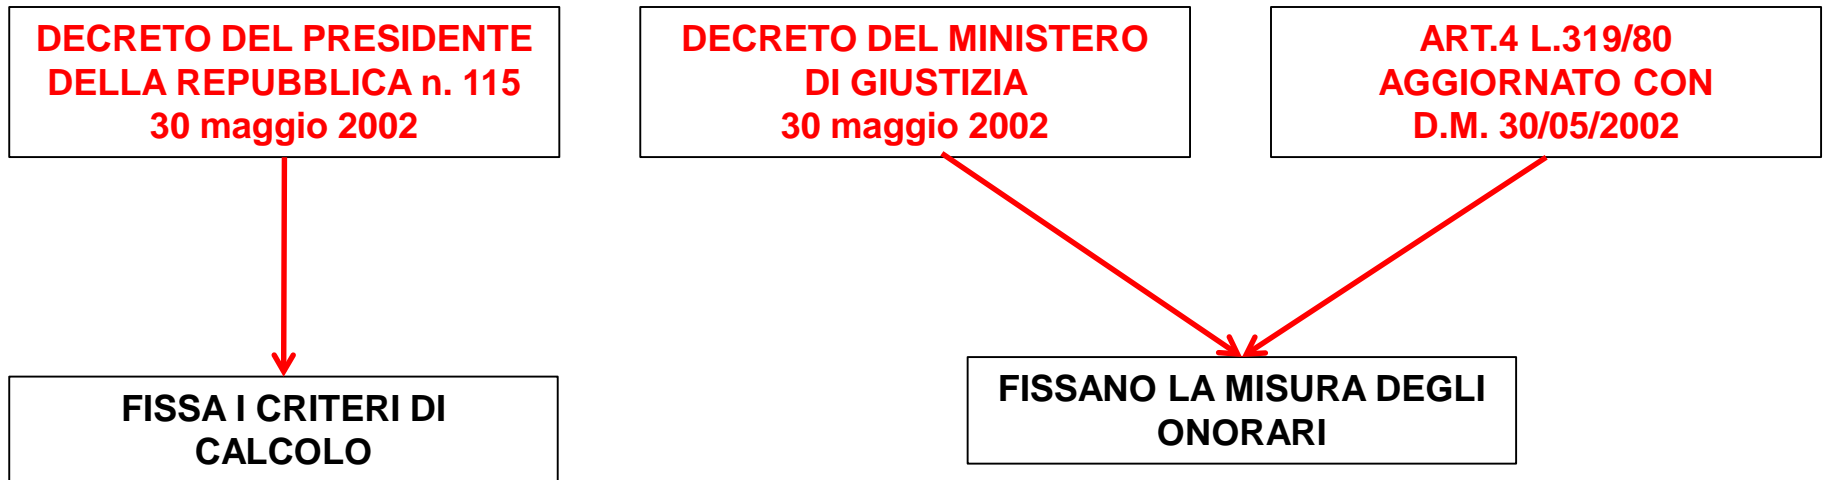 DECRETO DEL PRESIDENTE
DELLA REPUBBLICA n. 115
30 maggio 2002
DECRETO DEL MINISTERO
DI GIUSTIZIA
30 maggio 2002
ART.4 L.319/80
AGGIORNATO CON
D.M. 30/05/2002
FISSA I CRITERI DI
CALCOLO
FISSANO LA MISURA DEGLI
ONORARI